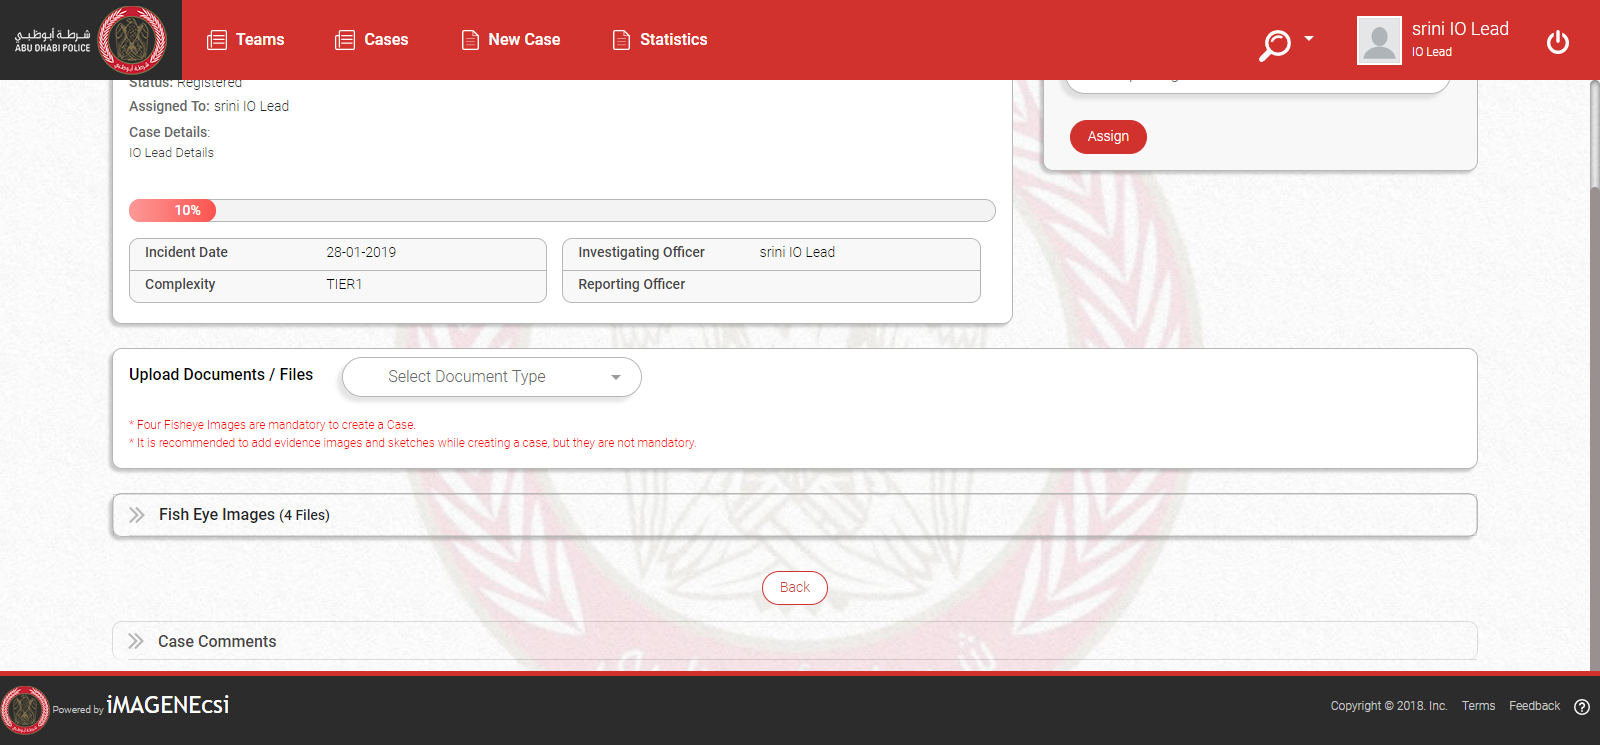 شرطة أبوظبي
ABU DHABI POLICE
Teams
Cases
New Case
Statistics
srini IO Lead
IO Lead
Status: Registered
Assigned To: srini IO Lead
Case Details:
IO Lead Details
Assign
10%
Incident Date 28-01-2019
Complexity TIER1
Investigating Officer srini IO Lead
Reporting Officer
Upload Documents / Files
Select Document Type
* Four Fisheye Images are mandatory to create a Case.
* It is recommended to add evidence images and sketches while creating a case, but they are not mandatory.
Fish Eye Images (4 Files)
Back
Case Comments
Powered by iMAGENEcsi
Copyright © 2018. Inc.
Terms
Feedback